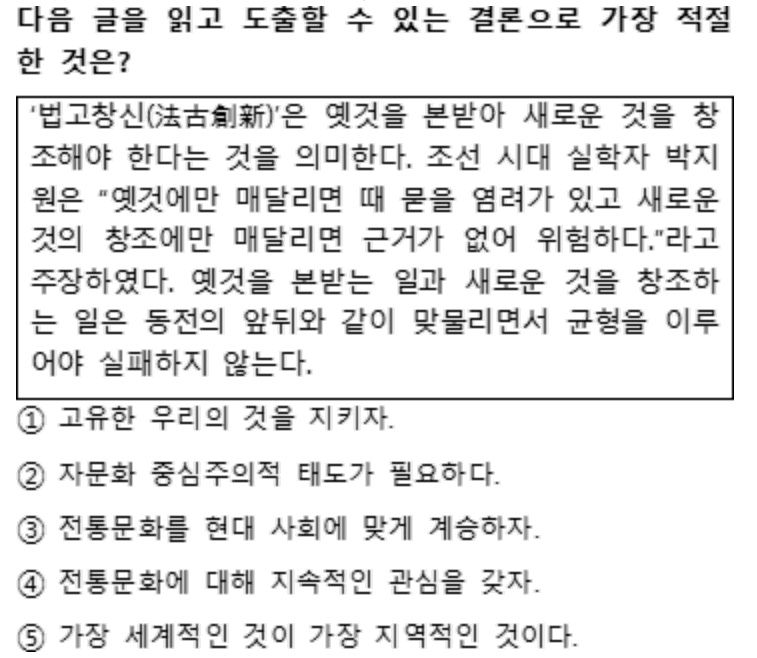 다음 글을 읽고 도출할 수 있는 결론으로 가장 적절
한 것은?
'법고창신(法古創新)'은 옛것을 본받아 새로운 것을 창
조해야 한다는 것을 의미한다. 조선 시대 실학자 박지
원은 "옛것에만 매달리면 때 묻을 염려가 있고 새로운
것의 창조에만 매달리면 근거가 없어 위험하다."라고
주장하였다. 옛것을 본받는 일과 새로운 것을 창조하
는 일은 동전의 앞뒤와 같이 맞물리면서 균형을 이루
어야 실패하지 않는다.
① 고유한 우리의 것을 지키자.
② 자문화 중심주의적 태도가 필요하다.
③ 전통문화를 현대 사회에 맞게 계승하자.
④ 전통문화에 대해 지속적인 관심을 갖자.
⑤ 가장 세계적인 것이 가장 지역적인 것이다.